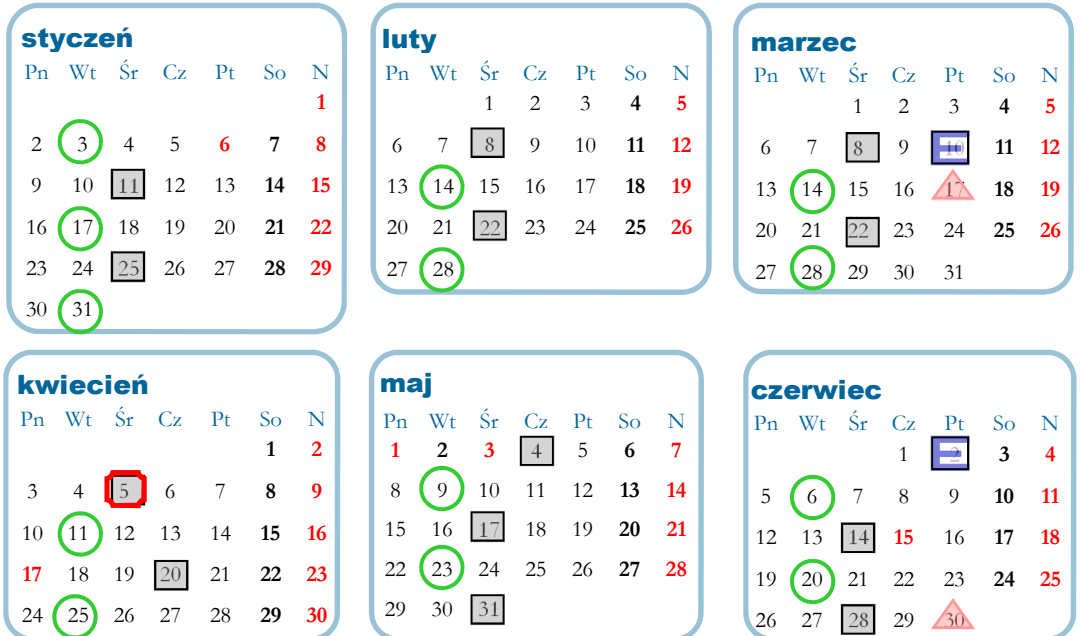 styczeń
Pn Wt Śr Cz Pt So N
1
2 3 4 5 6 7 8
9 10 11 12 13 14 15
16 17 18 19 20 21 22
23 24 25 26 27 28 29
30 31
luty
Pn Wt Śr Cz Pt So N
1 2 3 4 5
6 7 8 9 10 11 12
13 14 15 16 17 18 19
20 21 22 23 24 25 26
27 28
marzec
Pn Wt Śr Cz Pt So N
1 2 3 4 5
6 7 8 9 10 11 12
13 14 15 16 17 18 19
20 21 22 23 24 25 26
27 28 29 30 31
kwiecień
Pn Wt Śr Cz Pt So N
1 2
3 4 5 6 7 8 9
10 11 12 13 14 15 16
17 18 19 20 21 22 23
24 25 26 27 28 29 30
maj
Pn Wt Śr Cz Pt So N
1 2 3 4 5 6 7
8 9 10 11 12 13 14
15 16 17 18 19 20 21
22 23 24 25 26 27 28
29 30 31
czerwiec
Pn Wt Śr Cz Pt So N
1 2 3 4
5 6 7 8 9 10 11
12 13 14 15 16 17 18
19 20 21 22 23 24 25
26 27 28 29 30